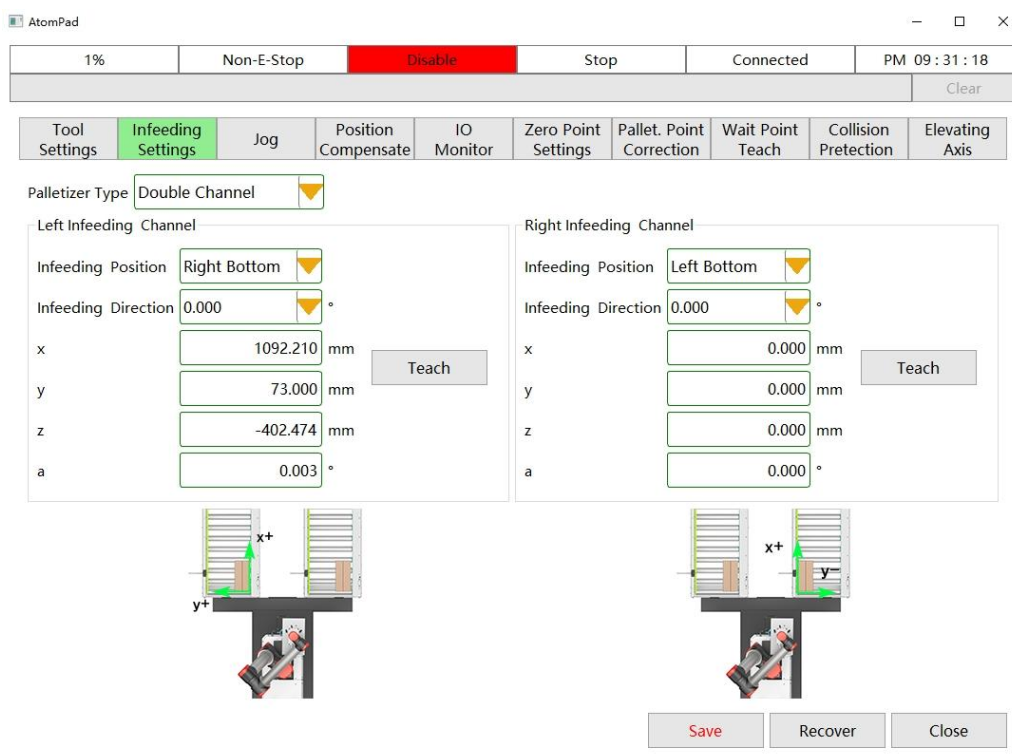 AtomPad
1% Non-E-Stop Disable Stop Connected PM 09 : 31 : 18
Clear
Tool Settings Infeeding Settings Jog Position Compensate IO Monitor Zero Point Settings Pallet. Point Correction Wait Point Teach Collision Pretection Elevating Axis
Palletizer Type Double Channel
Left Infeeding Channel
Infeeding Position Right Bottom
Infeeding Direction 0.000 °
x 1092.210 mm
Teach
y 73.000 mm
z -402.474 mm
a 0.003 °
Right Infeeding Channel
Infeeding Position Left Bottom
Infeeding Direction 0.000 °
x 0.000 mm
Teach
y 0.000 mm
z 0.000 mm
a 0.000 °
x+
y+
x+
y-
Save Recover Close